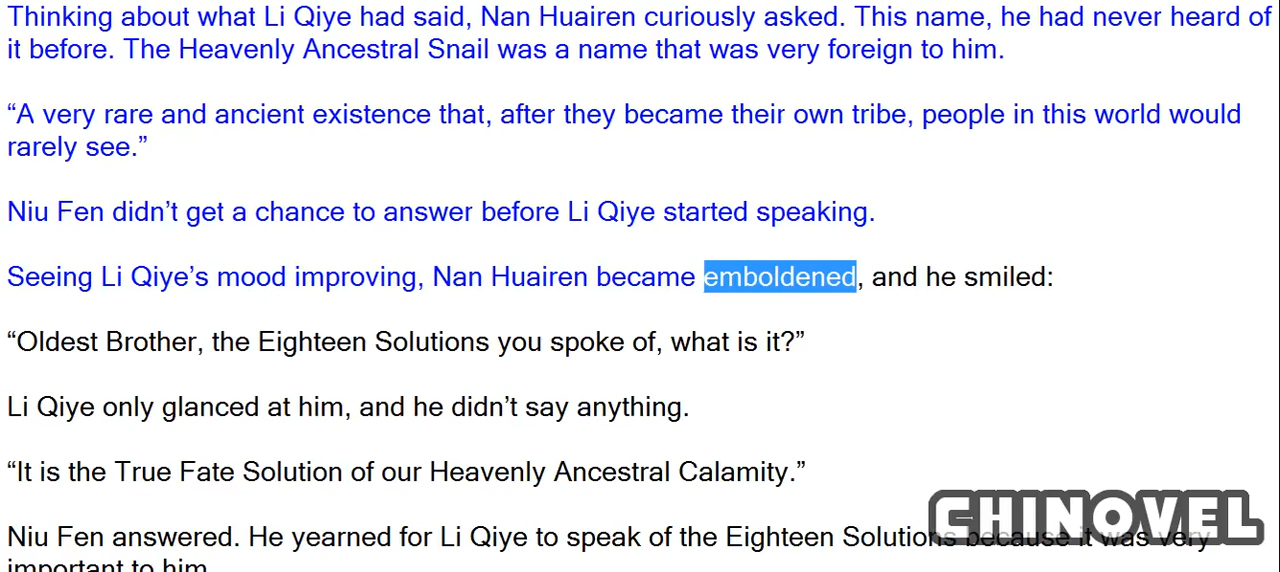 Thinking about what Li Qiye had said, Nan Huairen curiously asked. This name, he had never heard of
it before. The Heavenly Ancestral Snail was a name that was very foreign to him.
“A very rare and ancient existence that, after they became their own tribe, people in this world would
rarely see.”
Niu Fen didn’t get a chance to answer before Li Qiye started speaking.
Seeing Li Qiye’s mood improving, Nan Huairen became emboldened, and he smiled:
“Oldest Brother, the Eighteen Solutions you spoke of, what is it?”
Li Qiye only glanced at him, and he didn’t say anything.
“It is the True Fate Solution of our Heavenly Ancestral Calamity.”
Niu Fen answered. He yearned for Li Qiye to speak of the Eighteen Solutions because it was very
important to him.
CHINOVEL